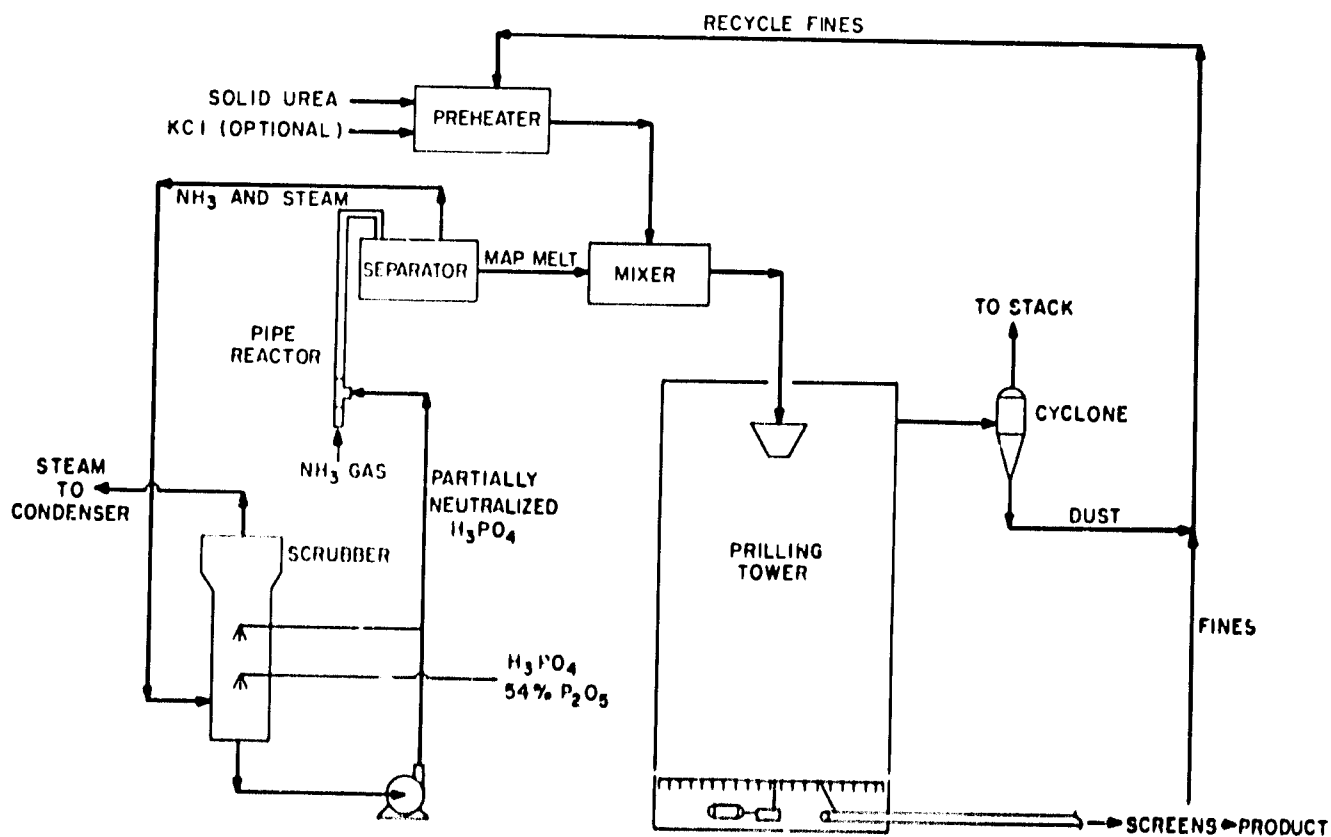 RECYCLE FINES
SOLID UREA
KCI (OPTIONAL)
PREHEATER
NH₃ AND STEAM
SEPARATOR
MAP MELT
MIXER
TO STACK
PIPE
REACTOR
CYCLONE
NH₃ GAS
STEAM
TO
CONDENSER
PARTIALLY
NEUTRALIZED
H₃PO₄
DUST
SCRUBBER
PRILLING
TOWER
FINES
H₃PO₄
54% P₂O₅
SCREENS
PRODUCT